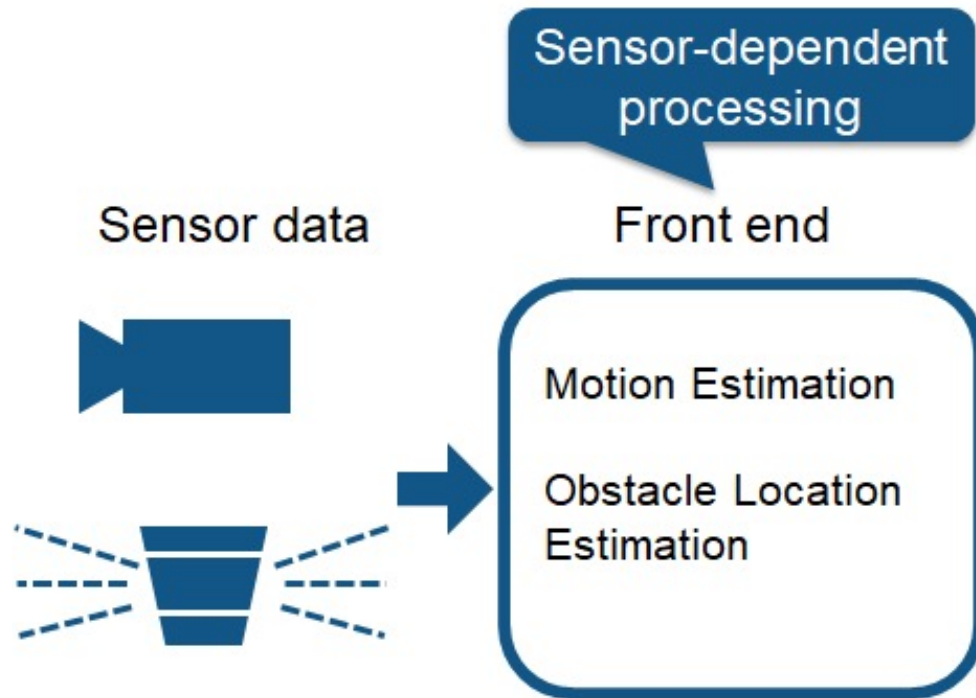 Sensor-dependent
processing
Sensor data
Front end
Motion Estimation
Obstacle Location
Estimation